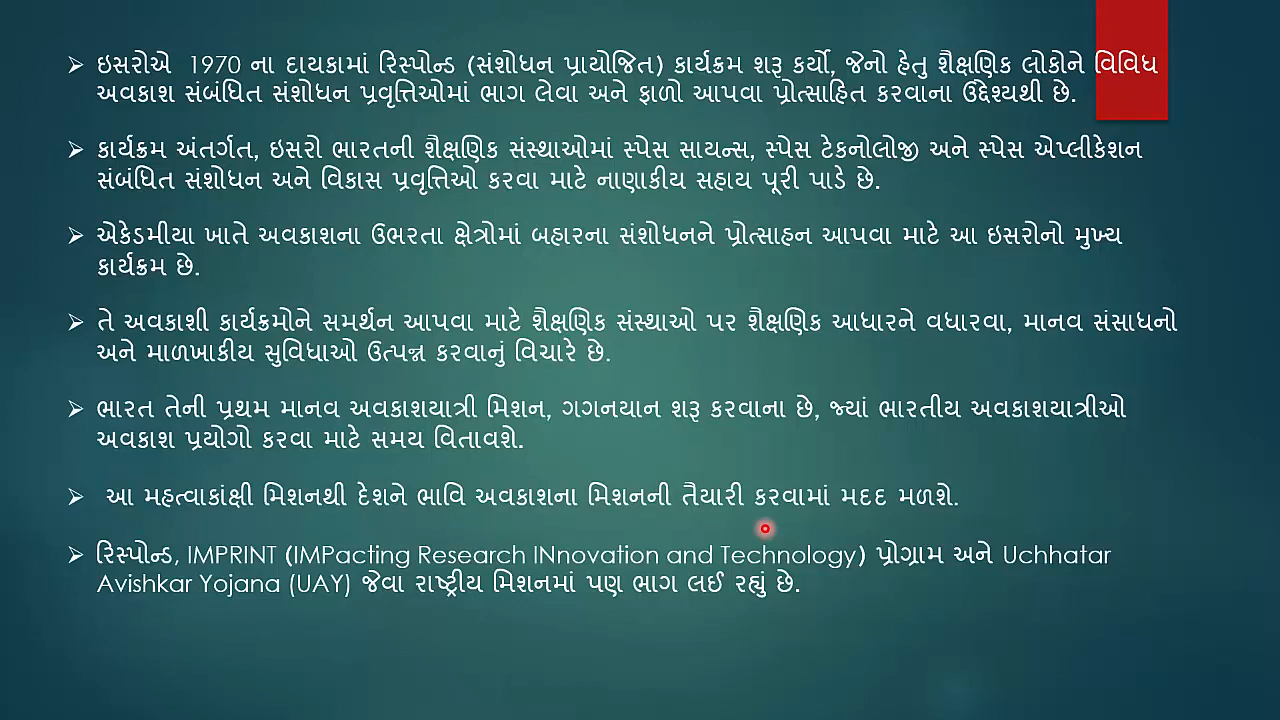 ઇસરોએ 1970 ના દાયકામાં રિસ્પોન્ડ (સંશોધન પ્રાયોજિત) કાર્યક્રમ શરૂ કર્યો, જેનો હેતુ શૈક્ષણિક લોકોને વિવિધ
અવકાશ સંબંધિત સંશોધન પ્રવૃત્તિઓમાં ભાગ લેવા અને ફાળો આપવા પ્રોત્સાહિત કરવાના ઉદ્દેશ્યથી છે.
કાર્યક્રમ અંતર્ગત, ઇસરો ભારતની શૈક્ષણિક સંસ્થાઓમાં સ્પેસ સાયન્સ, સ્પેસ ટેકનોલોજી અને સ્પેસ એપ્લીકેશન
સંબંધિત સંશોધન અને વિકાસ પ્રવૃત્તિઓ કરવા માટે નાણાકીય સહાય પૂરી પાડે છે.
એકેડમીયા ખાતે અવકાશના ઉભરતા ક્ષેત્રોમાં બહારના સંશોધનને પ્રોત્સાહન આપવા માટે આ ઇસરોનો મુખ્ય
કાર્યક્રમ છે.
તે અવકાશી કાર્યક્રમોને સમર્થન આપવા માટે શૈક્ષણિક સંસ્થાઓ પર શૈક્ષણિક આધારને વધારવા, માનવ સંસાધનો
અને માળખાકીય સુવિધાઓ ઉત્પન્ન કરવાનું વિચારે છે.
ભારત તેની પ્રથમ માનવ અવકાશયાત્રી મિશન, ગગનયાન શરૂ કરવાના છે, જ્યાં ભારતીય અવકાશયાત્રીઓ
અવકાશ પ્રયોગો કરવા માટે સમય વિતાવશે.
આ મહત્વાકાંક્ષી મિશનથી દેશને ભાવિ અવકાશના મિશનની તૈયારી કરવામાં મદદ મળશે.
રિસ્પોન્ડ, IMPRINT (IMPacting Research INnovation and Technology) પ્રોગ્રામ અને Uchhatar
Avishkar Yojana (UAY) જેવા રાષ્ટ્રીય મિશનમાં પણ ભાગ લઈ રહ્યું છે.